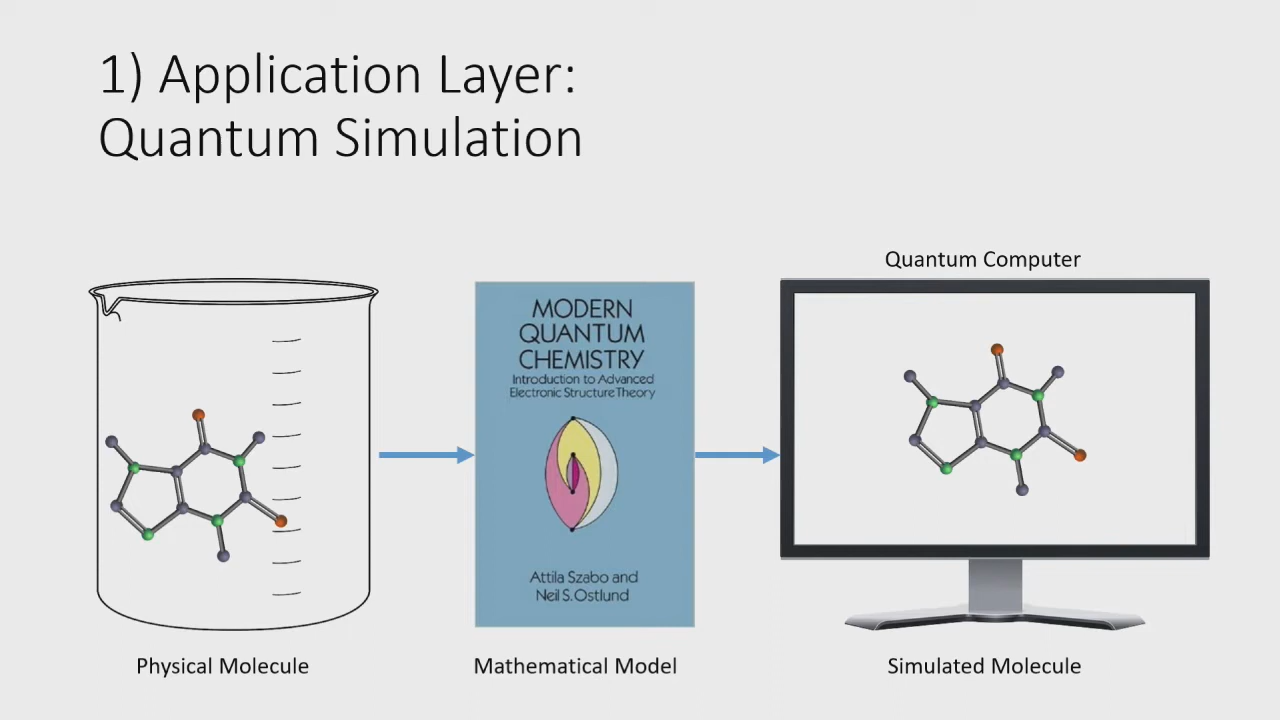 1) Application Layer:
Quantum Simulation
Quantum Computer
MODERN
QUANTUM
CHEMISTRY
Introduction to Advanced
Electronic Structure Theory
Attila Szabo and
Neil S. Ostlund
Physical Molecule
Mathematical Model
Simulated Molecule